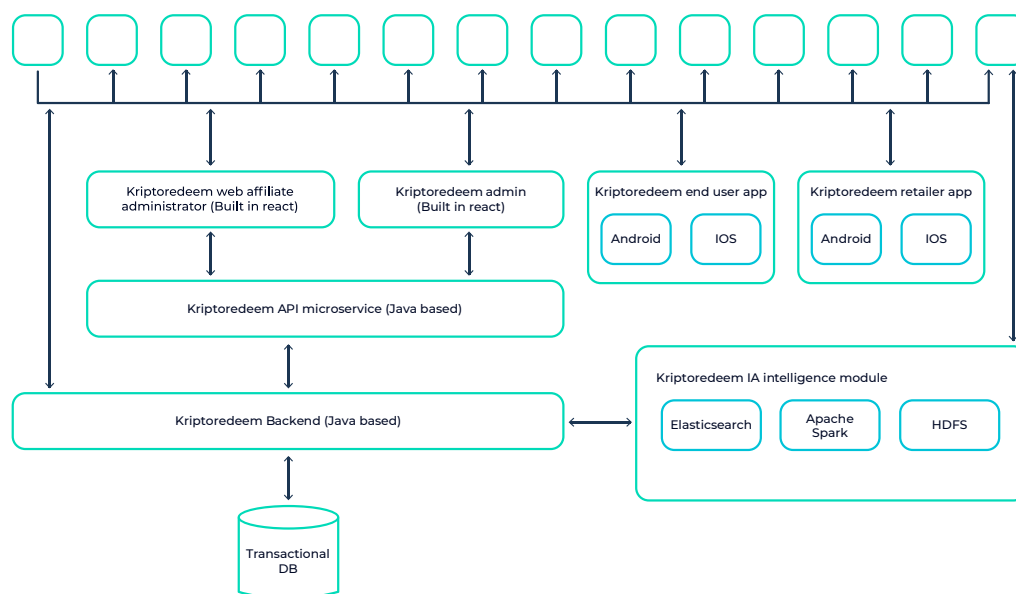 Kriptoredeem web affiliate
administrator (Built in react)
Kriptoredeem admin
(Built in react)
Kriptoredeem end user app
Android
IOS
Kriptoredeem retailer app
Android
IOS
Kriptoredeem API microservice (Java based)
Kriptoredeem IA intelligence module
Elasticsearch
Apache
Spark
HDFS
Kriptoredeem Backend (Java based)
Transactional
DB